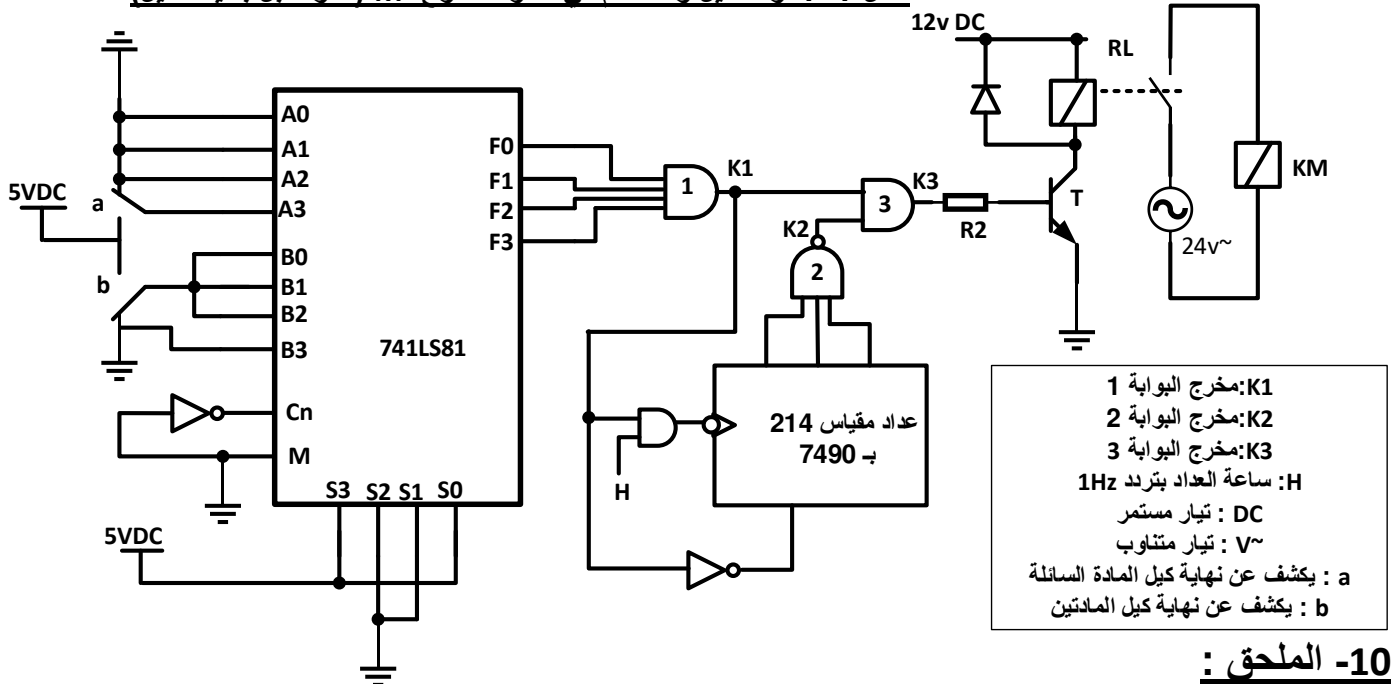 12v DC
RL
A0
A1
A2
A3
5VDC
a
B0
B1
B2
B3
b
Cn
M
F0
F1
F2
F3
741LS81
S3 S2 S1 S0
5VDC
1
K1
K2
2
3
K3
R2
T
24v~
KM
H
عداد مقياس 214
بـ 7490
K1:مخرج البوابة 1
K2:مخرج البوابة 2
K3:مخرج البوابة 3
H: ساعة العداد بتردد 1Hz
DC : تيار مستمر
V~ : تيار متناوب
a : يكشف عن نهاية كيل المادة السائلة
b : يكشف عن نهاية كيل المادتين
10- الملحق :